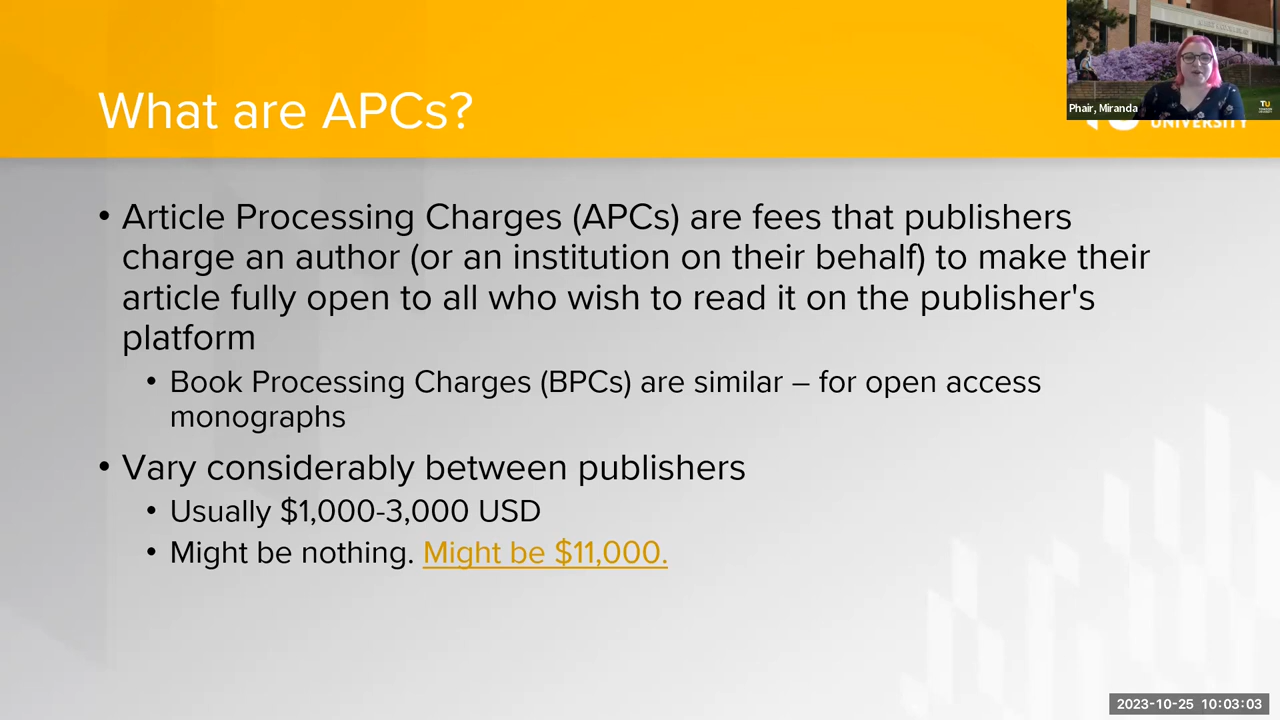 What are APCs?
Phair, Miranda
TU
UNIVERSITY
• Article Processing Charges (APCs) are fees that publishers
charge an author (or an institution on their behalf) to make their
article fully open to all who wish to read it on the publisher's
platform
• Book Processing Charges (BPCs) are similar – for open access
monographs
• Vary considerably between publishers
• Usually $1,000-3,000 USD
• Might be nothing. Might be $11,000.
2023-10-25 10:03:03